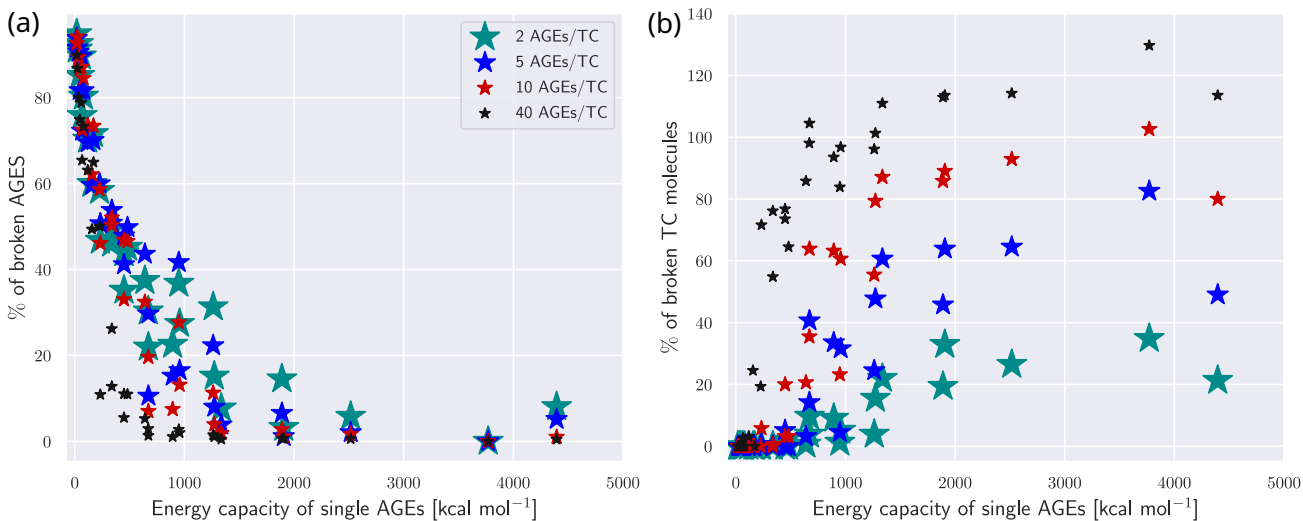 (a)
% of broken AGES
80
60
40
20
0
0 1000 2000 3000 4000 5000
Energy capacity of single AGEs [kcal mol⁻¹]
2 AGEs/TC
5 AGEs/TC
10 AGEs/TC
40 AGEs/TC
(b)
% of broken TC molecules
140
120
100
80
60
40
20
0
0 1000 2000 3000 4000 5000
Energy capacity of single AGEs [kcal mol⁻¹]